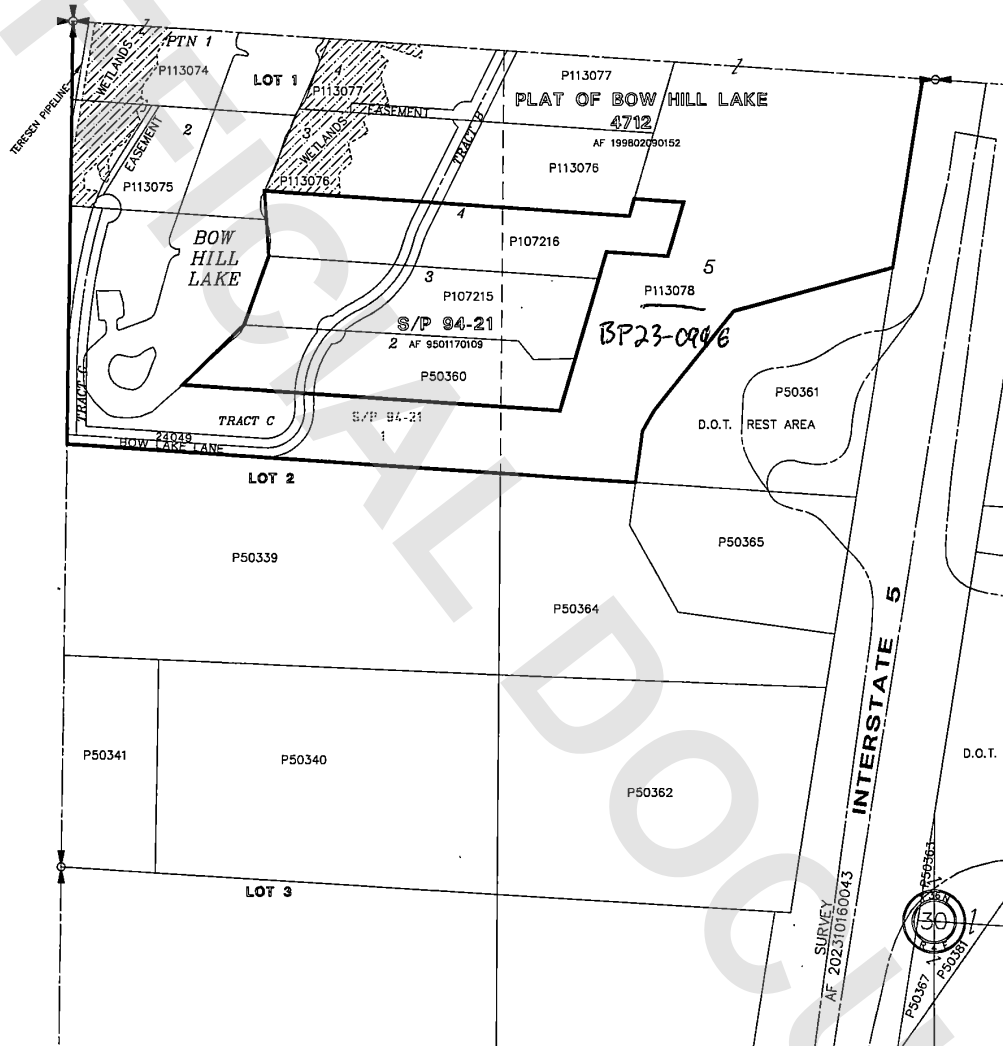 PTN 1
WETLANDS
P113074
LOT 1
TERESEN PIPELINE
4
P113077
P113077
PLAT OF BOW HILL LAKE
4712
AF 199802090152
EASEMENT
2
EASEMENT
3
WETLANDS
TRACT B
P113075
P113076
P113076
4
BOW
HILL
LAKE
P107216
3
5
P107215
P113078
S/P 94-21
2 AF 9501170109
P50360
P50361
D.O.T. REST AREA
TRACT C
TRACT C
S/P 94-21
1
24049
BOW LAKE LANE
LOT 2
P50339
P50365
P50364
INTERSTATE 5
P50341
P50340
P50362
D.O.T.
LOT 3
SURVEY
AF 202310160043
P50363
30
P50367
P50381
OFFICIAL DOCU